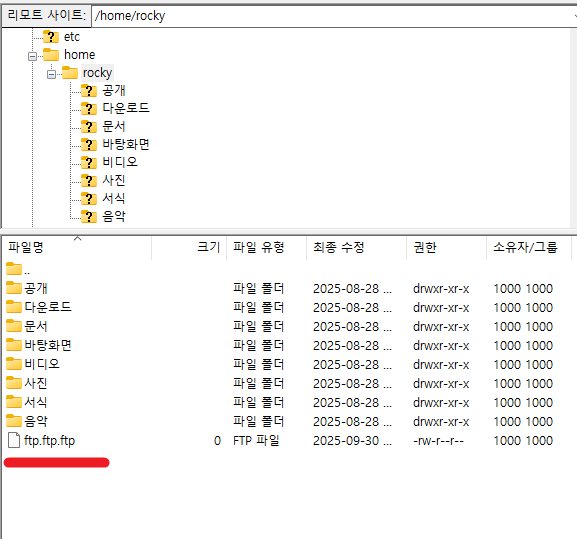 리모트 사이트: /home/rocky
etc
home
rocky
공개
다운로드
문서
바탕화면
비디오
사진
서식
음악
파일명 크기 파일 유형 최종 수정 권한 소유자/그룹
..
공개 파일 폴더 2025-08-28 ... drwxr-xr-x 1000 1000
다운로드 파일 폴더 2025-08-28 ... drwxr-xr-x 1000 1000
문서 파일 폴더 2025-08-28 ... drwxr-xr-x 1000 1000
바탕화면 파일 폴더 2025-08-28 ... drwxr-xr-x 1000 1000
비디오 파일 폴더 2025-08-28 ... drwxr-xr-x 1000 1000
사진 파일 폴더 2025-08-28 ... drwxr-xr-x 1000 1000
서식 파일 폴더 2025-08-28 ... drwxr-xr-x 1000 1000
음악 파일 폴더 2025-08-28 ... drwxr-xr-x 1000 1000
ftp.ftp.ftp 0 FTP 파일 2025-09-30 ... -rw-r--r-- 1000 1000